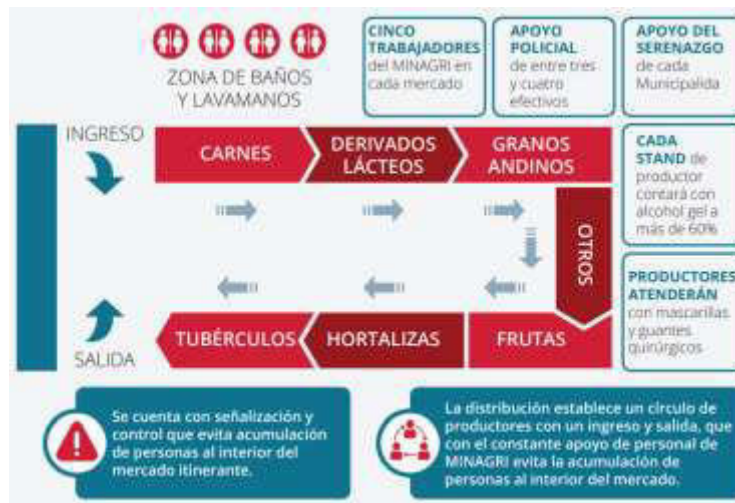 ZONA DE BAÑOS
Y LAVAMANOS
CINCO
TRABAJADORES
del MINAGRI en
cada mercado
APOYO
POLICIAL
de entre tres
y cuatro
efectivos
APOYO DEL
SERENAZGO
de cada
Municipalida
INGRESO
CARNES
DERIVADOS
LÁCTEOS
GRANOS
ANDINOS
OTROS
CADA
STAND de
productor
contará con
alcohol gel a
más de 60%
PRODUCTORES
ATENDERÁN
con mascarillas
y guantes
quirúrgicos
SALIDA
TUBÉRCULOS
HORTALIZAS
FRUTAS
Se cuenta con señalización y
control que evita acumulación
de personas al interior del
mercado itinerante.
La distribución establece un círculo de
productores con un ingreso y salida, que
con el constante apoyo de personal de
MINAGRI evita la acumulación de
personas al interior del mercado.